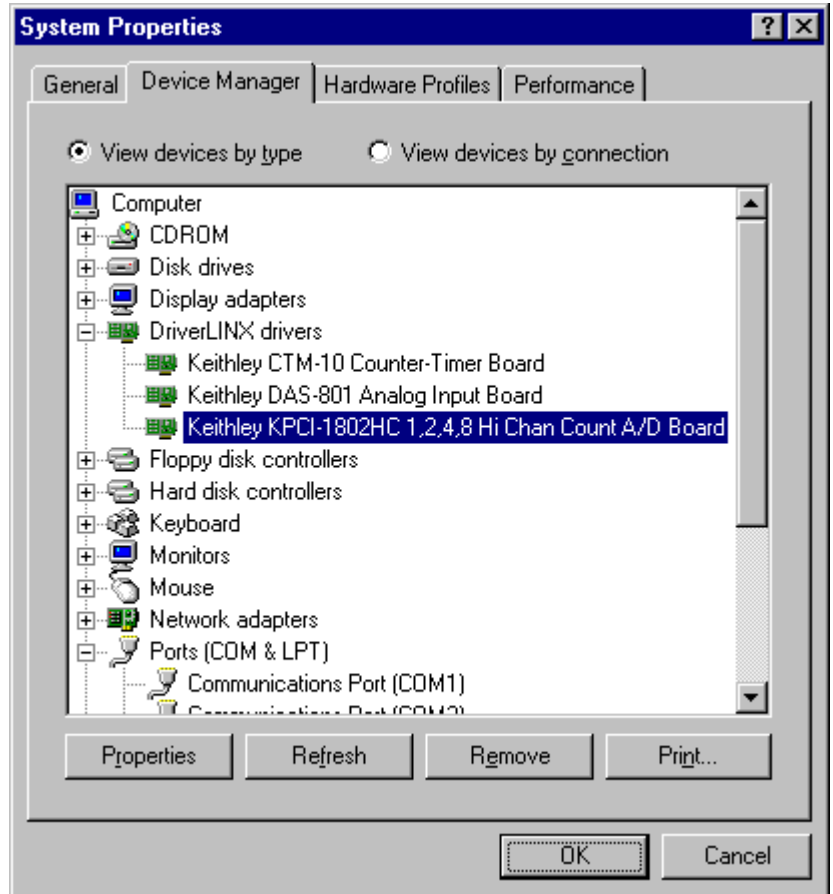 System Properties
General Device Manager Hardware Profiles Performance
View devices by type View devices by connection
Computer
CDROM
Disk drives
Display adapters
DriverLINX drivers
Keithley CTM-10 Counter-Timer Board
Keithley DAS-801 Analog Input Board
Keithley KPCI-1802HC 1,2,4,8 Hi Chan Count A/D Board
Floppy disk controllers
Hard disk controllers
Keyboard
Monitors
Mouse
Network adapters
Ports (COM & LPT)
Communications Port (COM1)
Communications Port (COM2)
Properties Refresh Remove Print...
OK Cancel